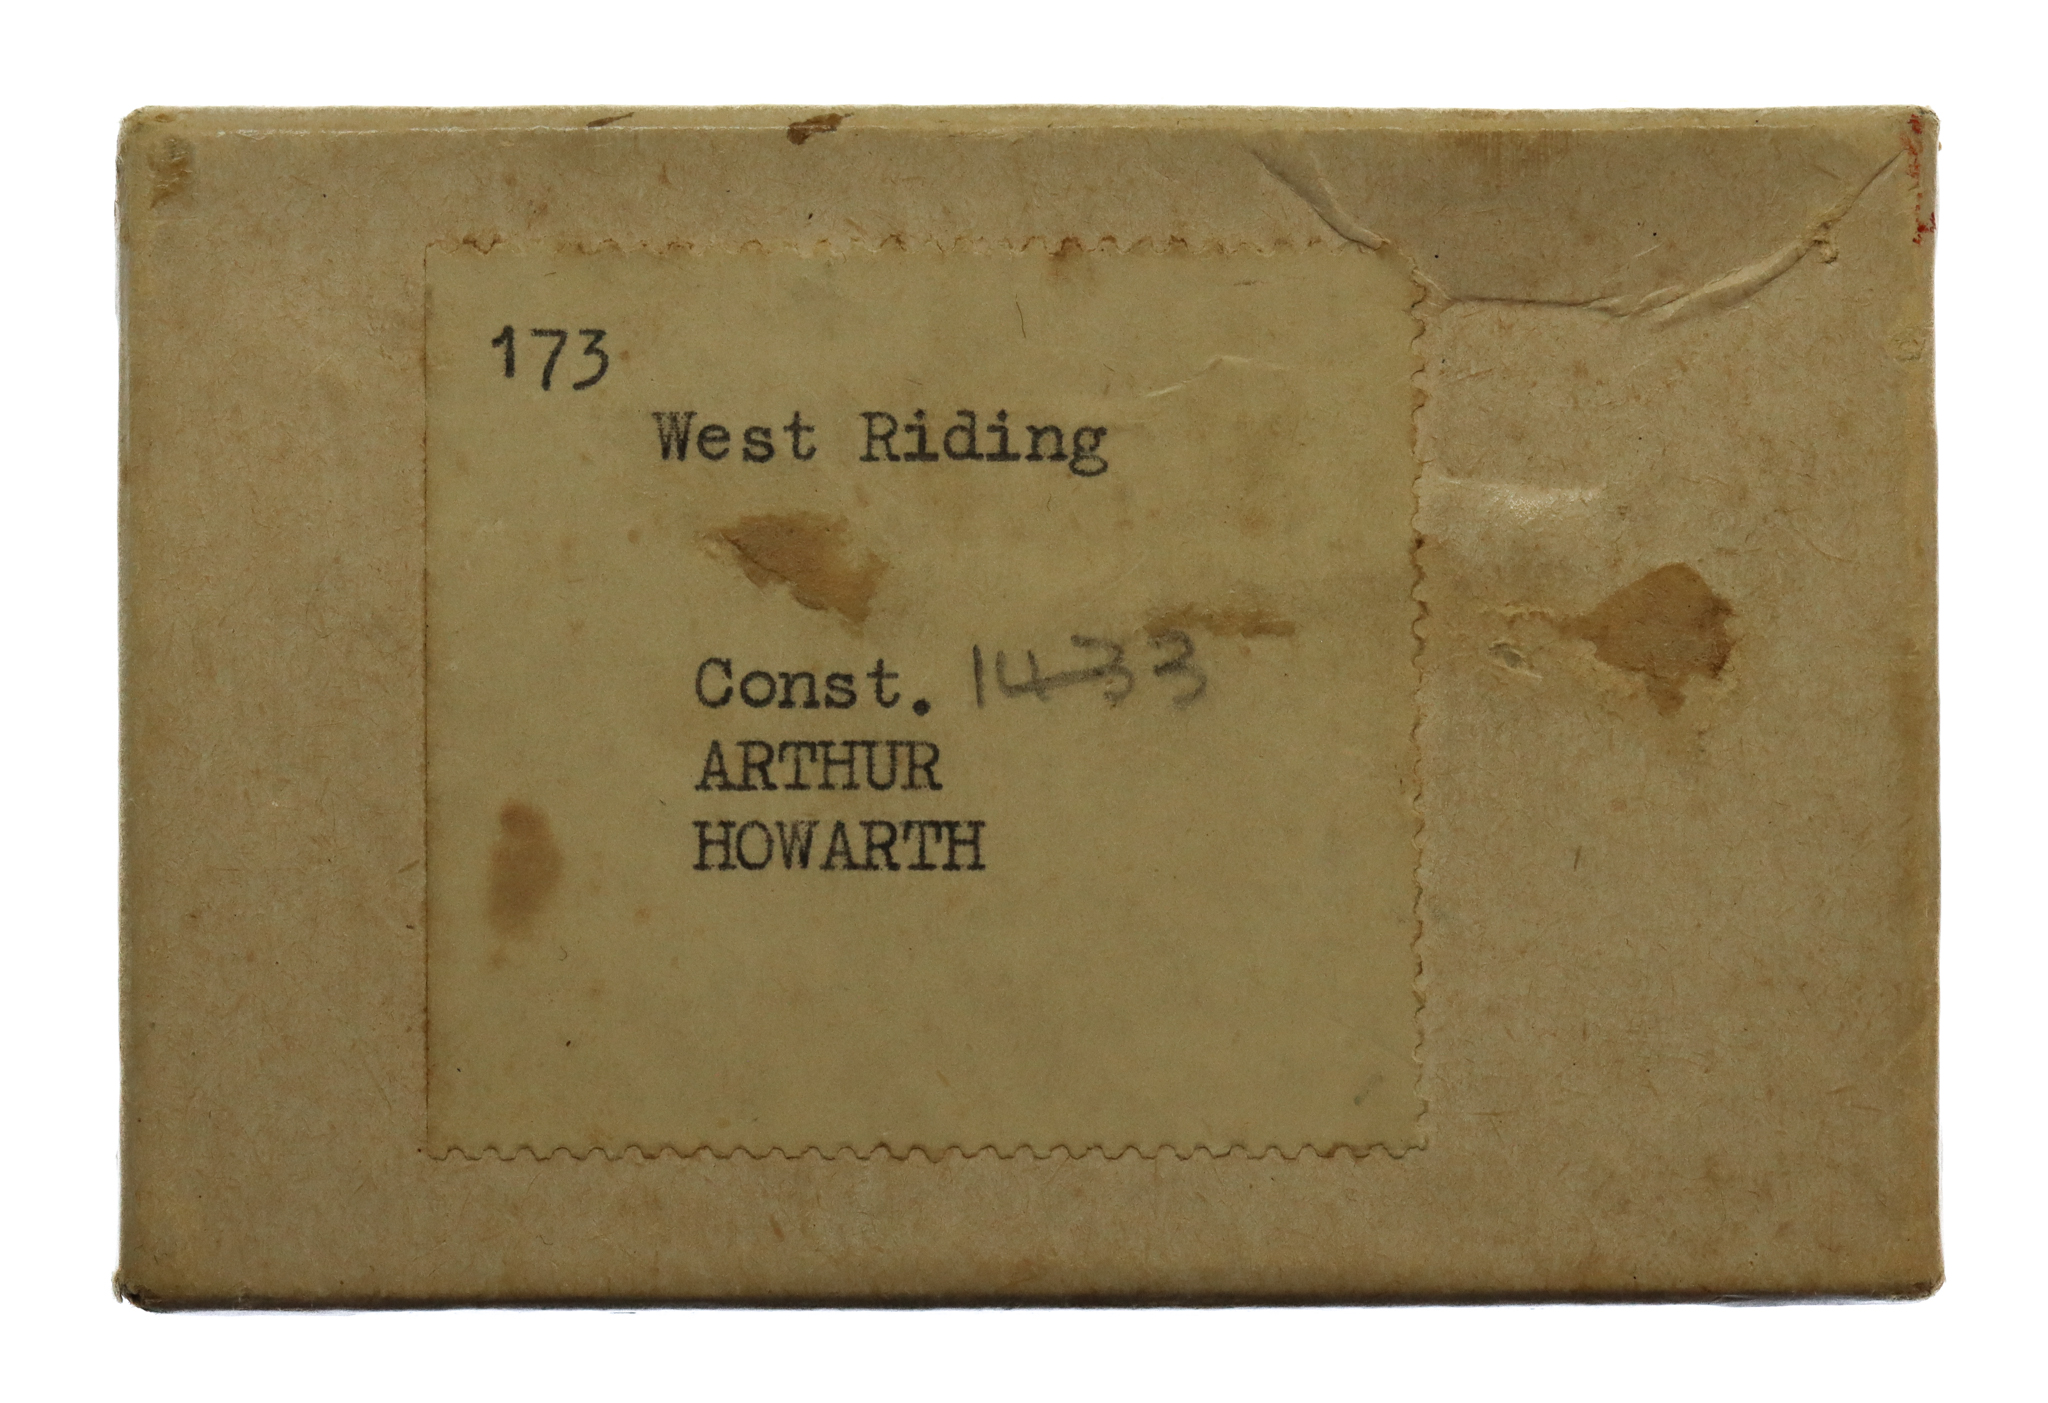 173
West Riding
Const. 1433
ARTHUR
HOWARTH